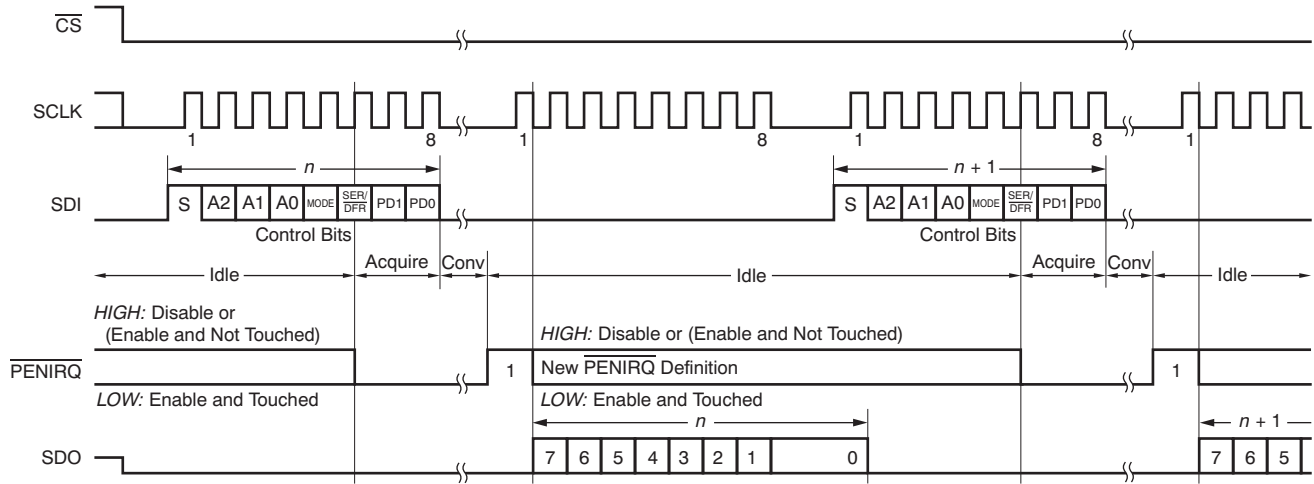 CS
SCLK
1 8 1 8 1 8 1
n n + 1
SDI S A2 A1 A0 MODE SER/DFR PD1 PD0 S A2 A1 A0 MODE SER/DFR PD1 PD0
Control Bits Control Bits
Idle Acquire Conv Idle Acquire Conv Idle
HIGH: Disable or
(Enable and Not Touched)
HIGH: Disable or (Enable and Not Touched)
PENIRQ 1 New PENIRQ Definition 1
LOW: Enable and Touched LOW: Enable and Touched
n n + 1
SDO 7 6 5 4 3 2 1 0 7 6 5